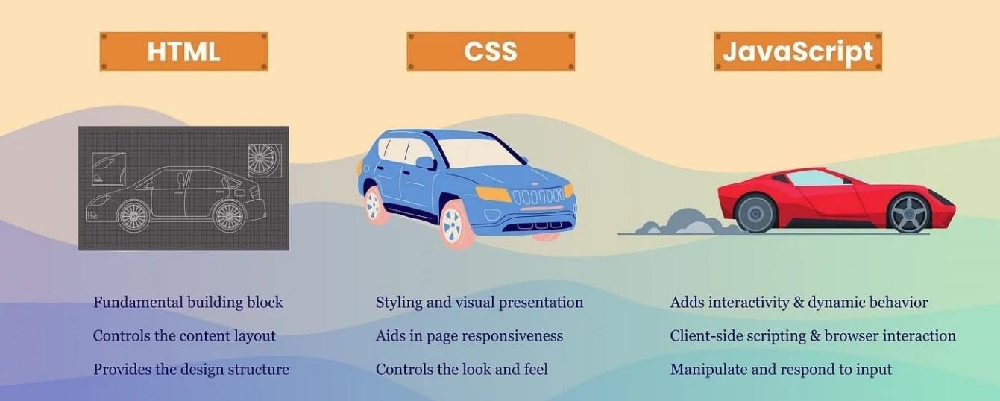 HTML
CSS
JavaScript
Fundamental building block
Controls the content layout
Provides the design structure
Styling and visual presentation
Aids in page responsiveness
Controls the look and feel
Adds interactivity & dynamic behavior
Client-side scripting & browser interaction
Manipulate and respond to input